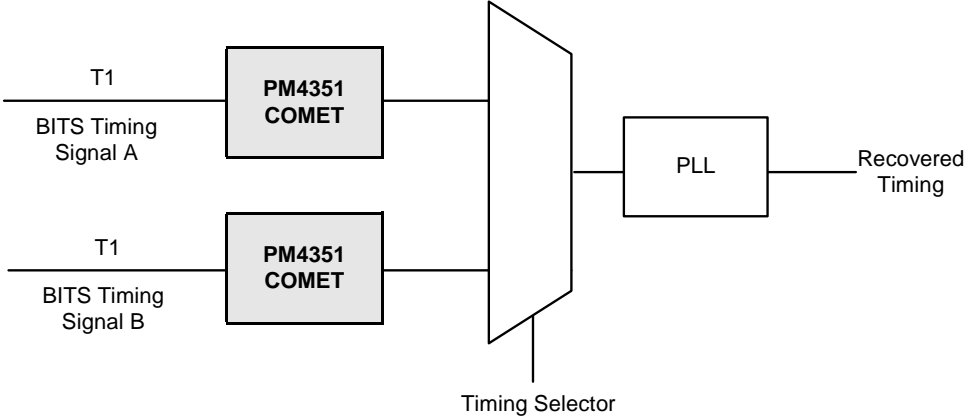 T1
BITS Timing
Signal A
PM4351
COMET
T1
BITS Timing
Signal B
PM4351
COMET
PLL
Recovered
Timing
Timing Selector